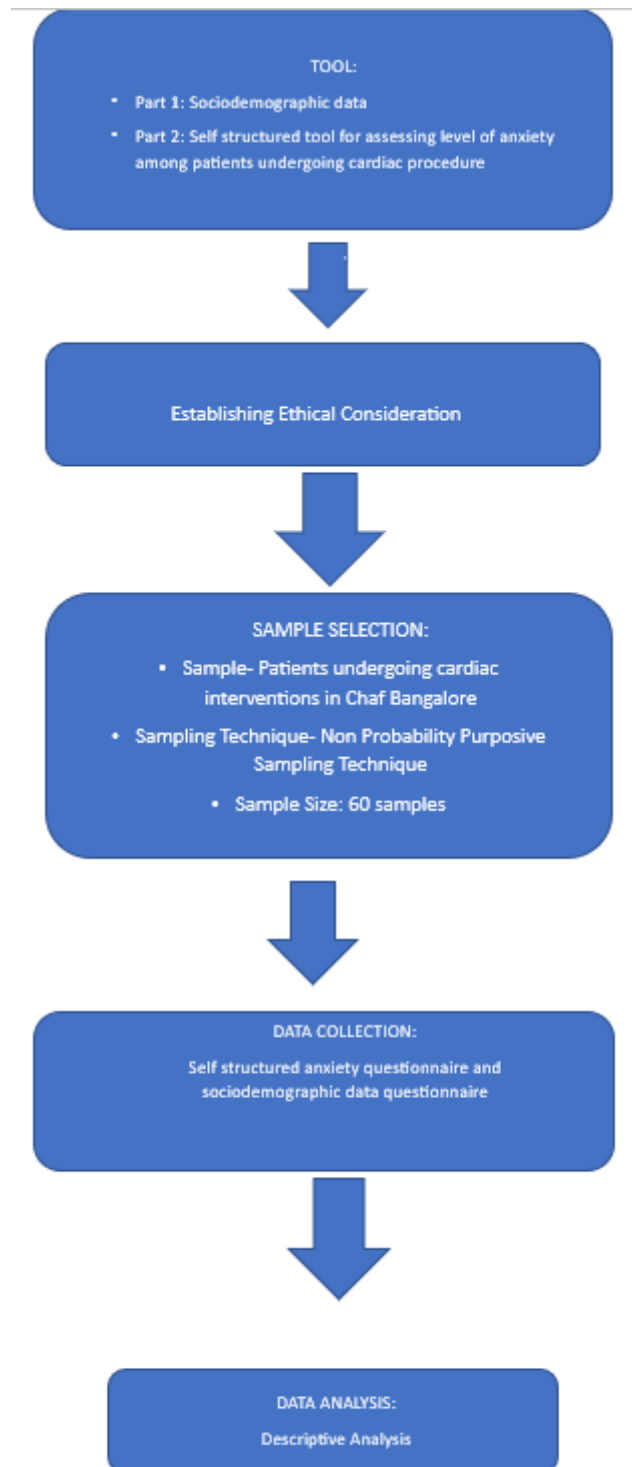 TOOL:
▪ Part 1: Sociodemographic data
▪ Part 2: Self structured tool for assessing level of anxiety
among patients undergoing cardiac procedure
Establishing Ethical Consideration
SAMPLE SELECTION:
• Sample- Patients undergoing cardiac
interventions in Chaf Bangalore
• Sampling Technique- Non Probability Purposive
Sampling Technique
• Sample Size: 60 samples
DATA COLLECTION:
Self structured anxiety questionnaire and
sociodemographic data questionnaire
DATA ANALYSIS:
Descriptive Analysis